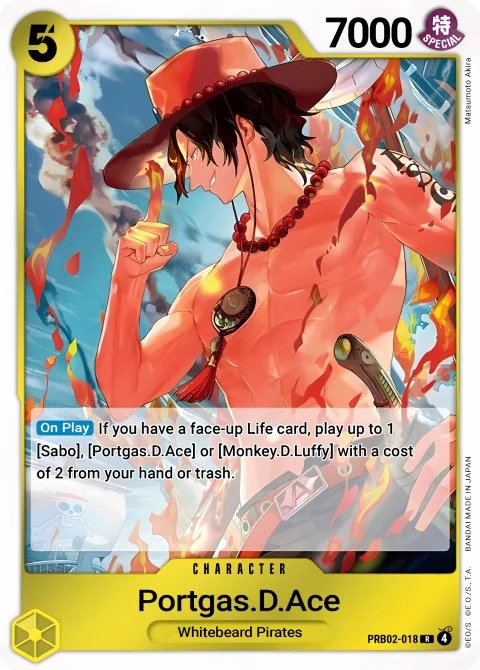 5
7000
特
SPECIAL
Matsumoto Akira
On Play If you have a face-up Life card, play up to 1
[Sabo], [Portgas.D.Ace] or [Monkey.D.Luffy] with a cost
of 2 from your hand or trash.
CHARACTER
Portgas.D.Ace
Whitebeard Pirates
PRB02-018 R 4
©EO/S ©E.O./S.,T.A. BANDAI MADE IN JAPAN